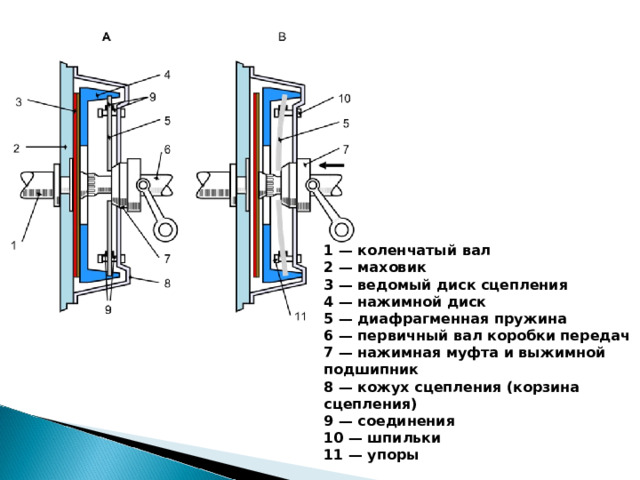 A
B
4
9
3
5
2
6
1
7
8
9
10
5
7
11
1 — коленчатый вал
2 — маховик
3 — ведомый диск сцепления
4 — нажимной диск
5 — диафрагменная пружина
6 — первичный вал коробки передач
7 — нажимная муфта и выжимной
подшипник
8 — кожух сцепления (корзина
сцепления)
9 — соединения
10 — шпильки
11 — упоры